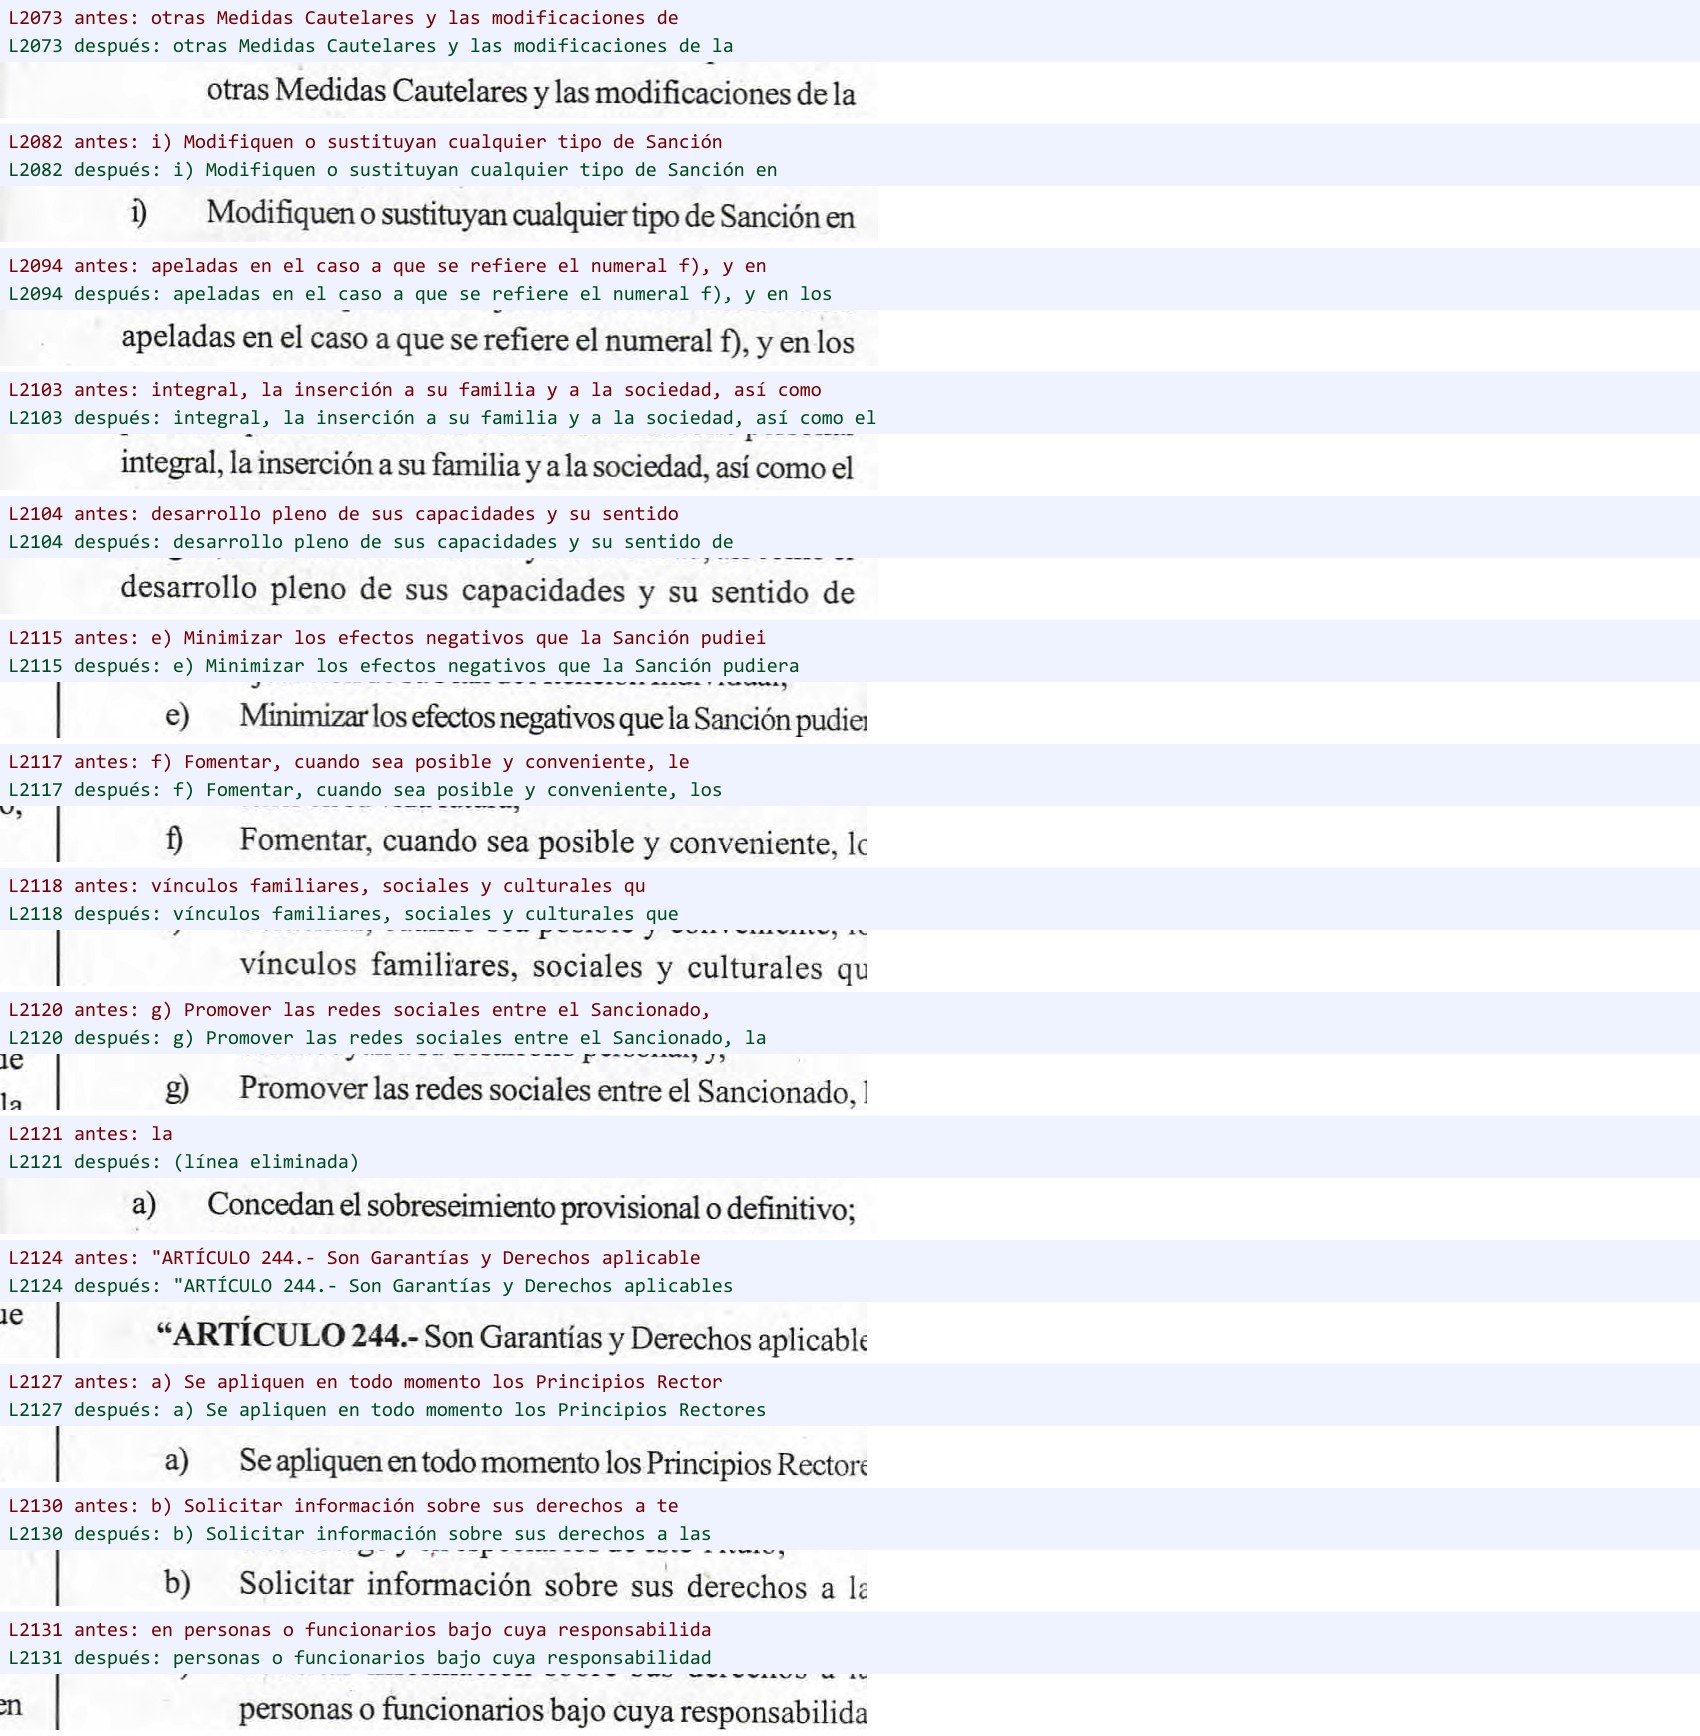 L2073 antes: otras Medidas Cautelares y las modificaciones de
L2073 después: otras Medidas Cautelares y las modificaciones de la
otras Medidas Cautelares y las modificaciones de la
L2082 antes: i) Modifiquen o sustituyan cualquier tipo de Sanción
L2082 después: i) Modifiquen o sustituyan cualquier tipo de Sanción en
i) Modifiquen o sustituyan cualquier tipo de Sanción en
L2094 antes: apeladas en el caso a que se refiere el numeral f), y en
L2094 después: apeladas en el caso a que se refiere el numeral f), y en los
apeladas en el caso a que se refiere el numeral f), y en los
L2103 antes: integral, la inserción a su familia y a la sociedad, así como
L2103 después: integral, la inserción a su familia y a la sociedad, así como el
integral, la inserción a su familia y a la sociedad, así como el
L2104 antes: desarrollo pleno de sus capacidades y su sentido
L2104 después: desarrollo pleno de sus capacidades y su sentido de
desarrollo pleno de sus capacidades y su sentido de
L2115 antes: e) Minimizar los efectos negativos que la Sanción pudiei
L2115 después: e) Minimizar los efectos negativos que la Sanción pudiera
e) Minimizar los efectos negativos que la Sanción pudier
L2117 antes: f) Fomentar, cuando sea posible y conveniente, le
L2117 después: f) Fomentar, cuando sea posible y conveniente, los
f) Fomentar, cuando sea posible y conveniente, lo
L2118 antes: vínculos familiares, sociales y culturales qu
L2118 después: vínculos familiares, sociales y culturales que
vínculos familiares, sociales y culturales qu
L2120 antes: g) Promover las redes sociales entre el Sancionado,
L2120 después: g) Promover las redes sociales entre el Sancionado, la
ue
g) Promover las redes sociales entre el Sancionado, l
la
L2121 antes: la
L2121 después: (línea eliminada)
a) Concedan el sobreseimiento provisional o definitivo;
L2124 antes: "ARTÍCULO 244.- Son Garantías y Derechos aplicable
L2124 después: "ARTÍCULO 244.- Son Garantías y Derechos aplicables
ue
“ARTÍCULO 244.- Son Garantías y Derechos aplicable
L2127 antes: a) Se apliquen en todo momento los Principios Rector
L2127 después: a) Se apliquen en todo momento los Principios Rectores
a) Se apliquen en todo momento los Principios Rectore
L2130 antes: b) Solicitar información sobre sus derechos a te
L2130 después: b) Solicitar información sobre sus derechos a las
b) Solicitar información sobre sus derechos a la
L2131 antes: en personas o funcionarios bajo cuya responsabilida
L2131 después: personas o funcionarios bajo cuya responsabilidad
en personas o funcionarios bajo cuya responsabilida